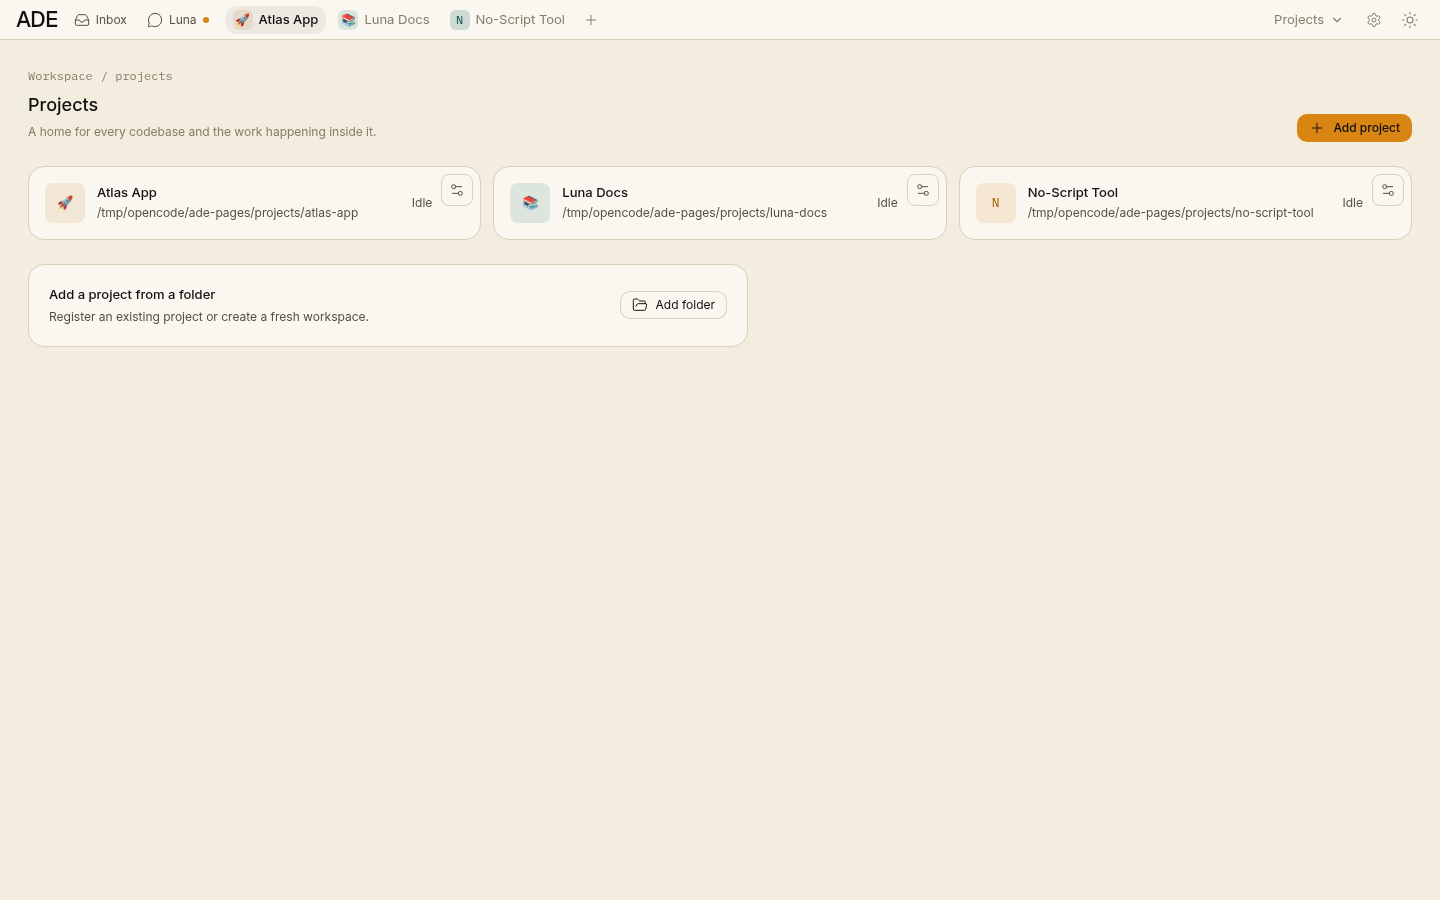 ADE Inbox Luna Atlas App Luna Docs N No-Script Tool Projects
Workspace / projects
Projects
A home for every codebase and the work happening inside it.
Add project
Atlas App
/tmp/opencode/ade-pages/projects/atlas-app
Idle
Luna Docs
/tmp/opencode/ade-pages/projects/luna-docs
Idle
N
No-Script Tool
/tmp/opencode/ade-pages/projects/no-script-tool
Idle
Add a project from a folder
Register an existing project or create a fresh workspace.
Add folder